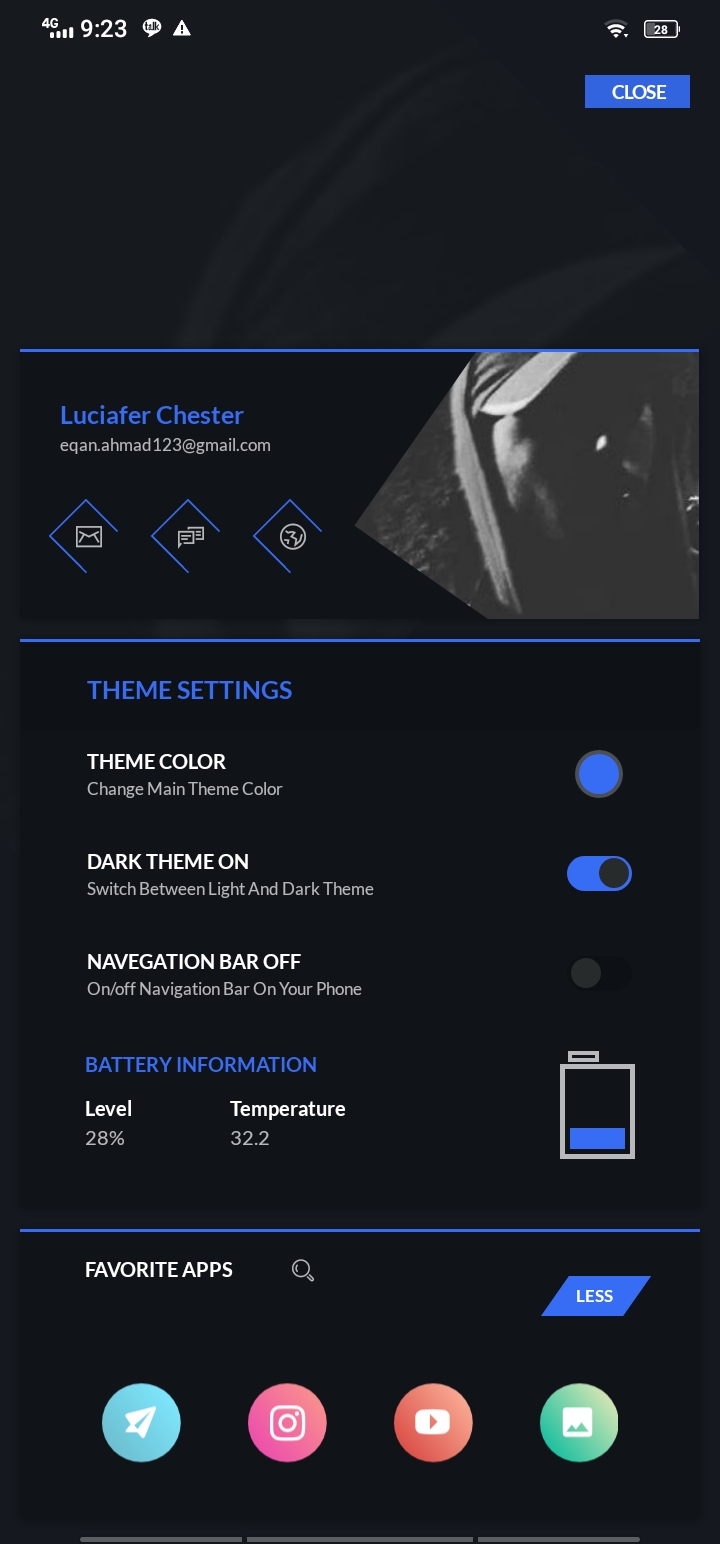 4G 9:23 talk 28
CLOSE
Luciafer Chester
eqan.ahmad123@gmail.com
THEME SETTINGS
THEME COLOR
Change Main Theme Color
DARK THEME ON
Switch Between Light And Dark Theme
NAVEGATION BAR OFF
On/off Navigation Bar On Your Phone
BATTERY INFORMATION
Level Temperature
28% 32.2
FAVORITE APPS
LESS